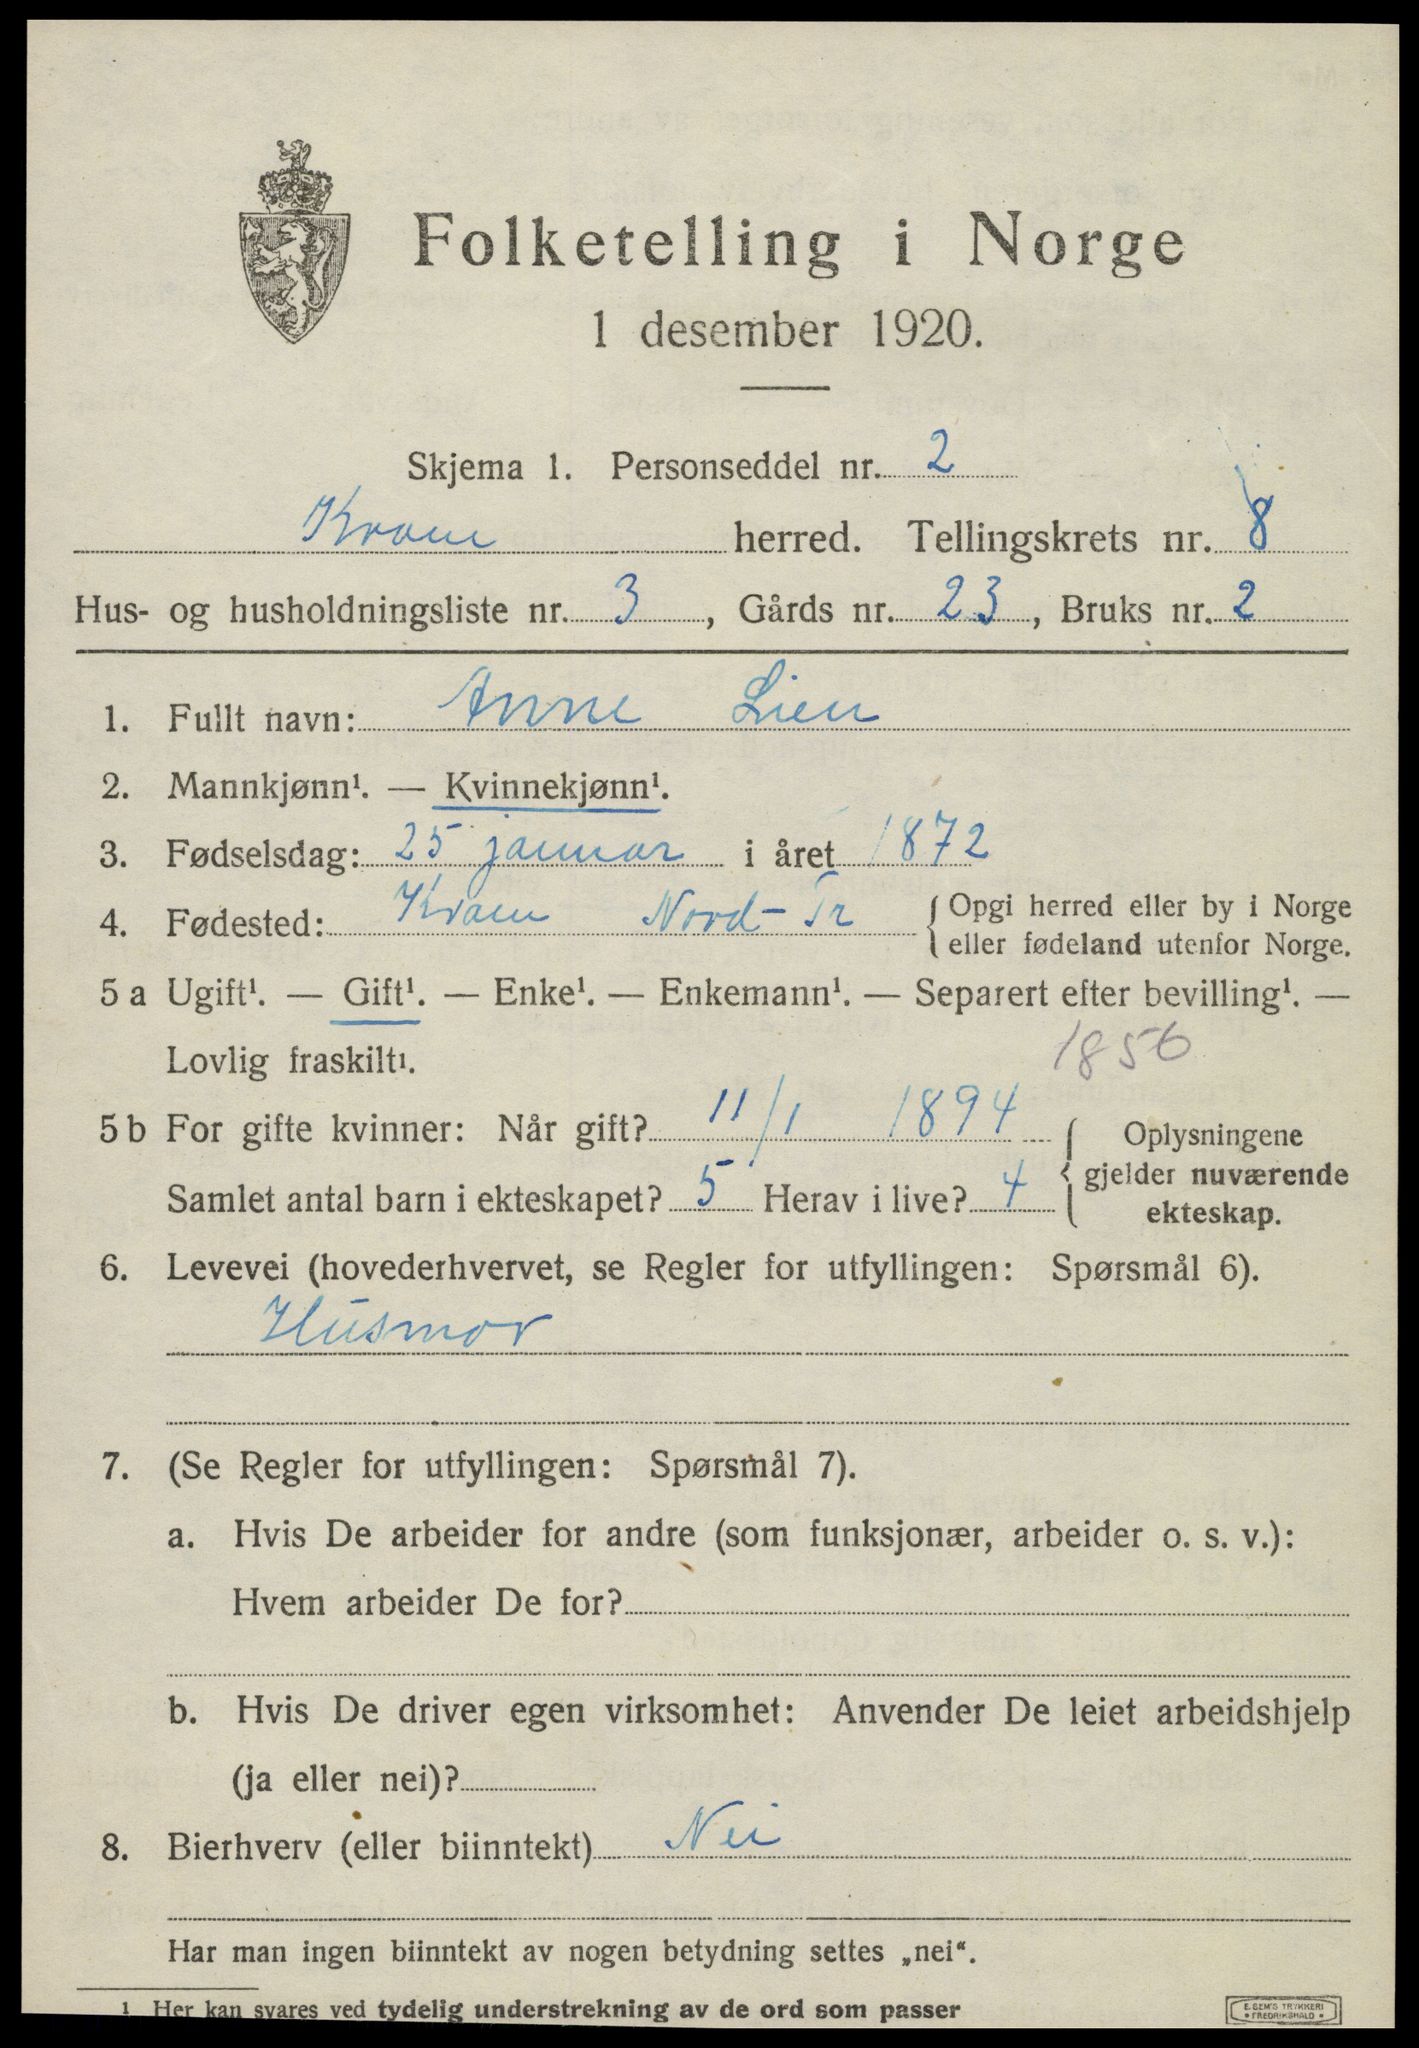 Folketelling i Norge
1 desember 1920.
Skjema 1. Personseddel nr. 2
Kvam herred. Tellingskrets nr. 8
Hus- og husholdningsliste nr. 3, Gårds nr. 23, Bruks nr. 2
1. Fullt navn: Anne Lien
2. Mannkjønn¹. — Kvinnekjønn¹.
3. Fødselsdag: 25 januar i året 1872
4. Fødested: Kvam Nord-Tr { Opgi herred eller by i Norge
eller fødeland utenfor Norge.
5 a Ugift¹. — Gift¹. — Enke¹. — Enkemann¹. — Separert efter bevilling¹. —
Lovlig fraskilt¹.
1856
5 b For gifte kvinner: Når gift? 11/1 1894 { Oplysningene
gjelder nuværende
ekteskap.
Samlet antal barn i ekteskapet? 5 Herav i live? 4
6. Levevei (hovederhvervet, se Regler for utfyllingen: Spørsmål 6).
Husmor
7. (Se Regler for utfyllingen: Spørsmål 7).
a. Hvis De arbeider for andre (som funksjonær, arbeider o. s. v.):
Hvem arbeider De for?
b. Hvis De driver egen virksomhet: Anvender De leiet arbeidshjelp
(ja eller nei)?
8. Bierhverv (eller biinntekt) Nei
Har man ingen biinntekt av nogen betydning settes „nei“.
¹ Her kan svares ved tydelig understrekning av de ord som passer
E. SEM'S TRYKKERI
• FREDRIKSHALD •